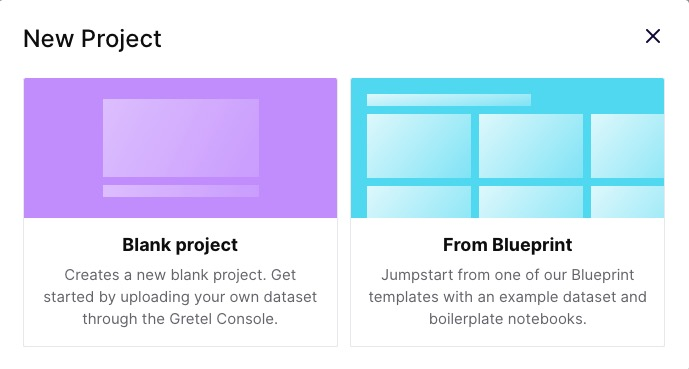 New Project
Blank project
Creates a new blank project. Get
started by uploading your own dataset
through the Gretel Console.
From Blueprint
Jumpstart from one of our Blueprint
templates with an example dataset and
boilerplate notebooks.